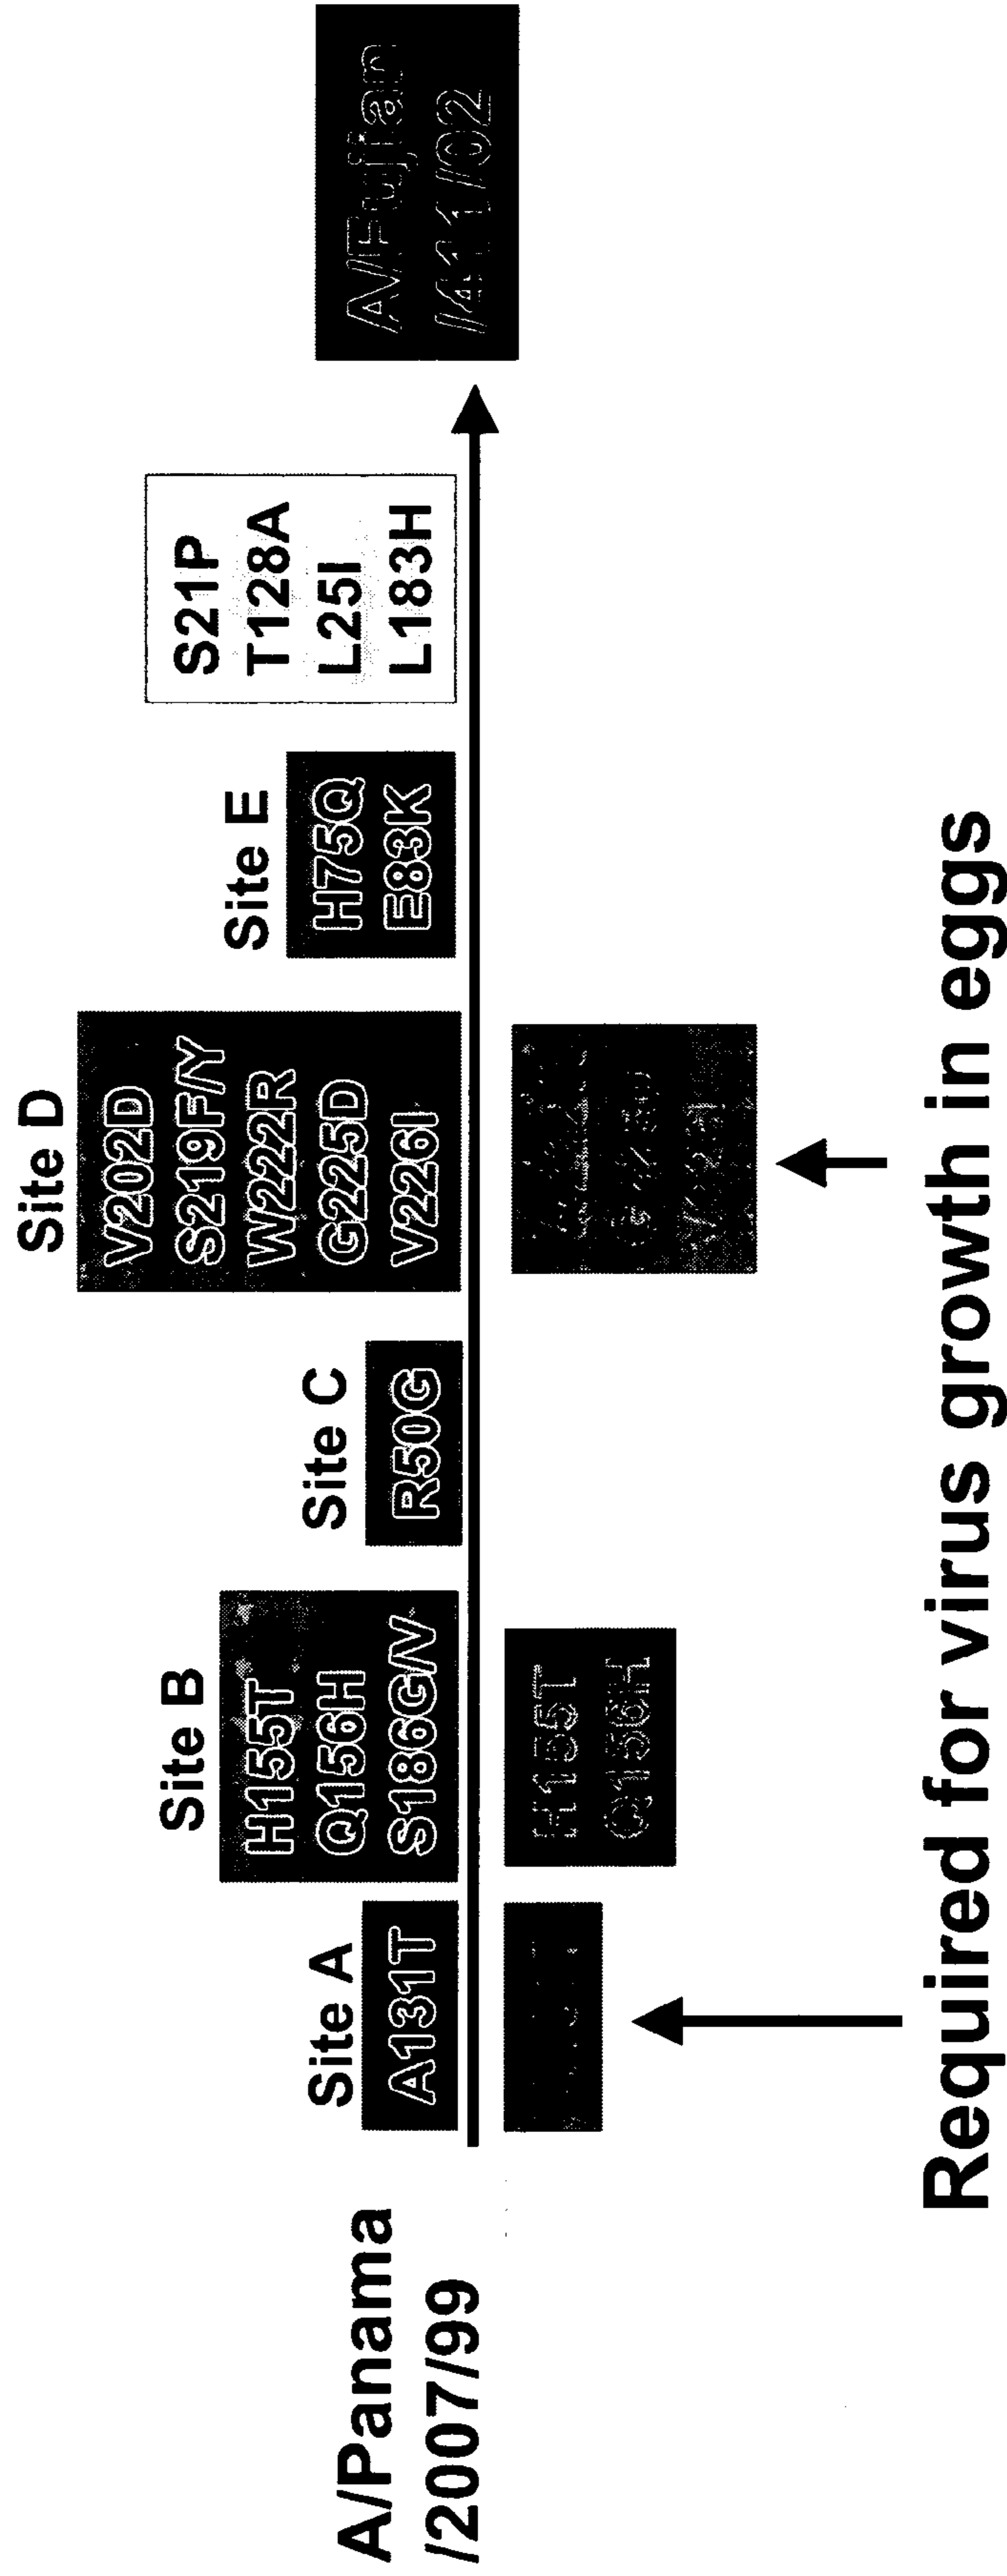 A/Panama
/2007/99
Site A
A131T
Site B
H155T
Q156H
S186G/V
Site C
R50G
Site D
V202D
S219F/Y
W222R
G225D
V226I
Site E
H75Q
E83K
S21P
T128A
L25I
L183H
A/Fujian
/411/02
H155T
Q156H
Required for virus growth in eggs